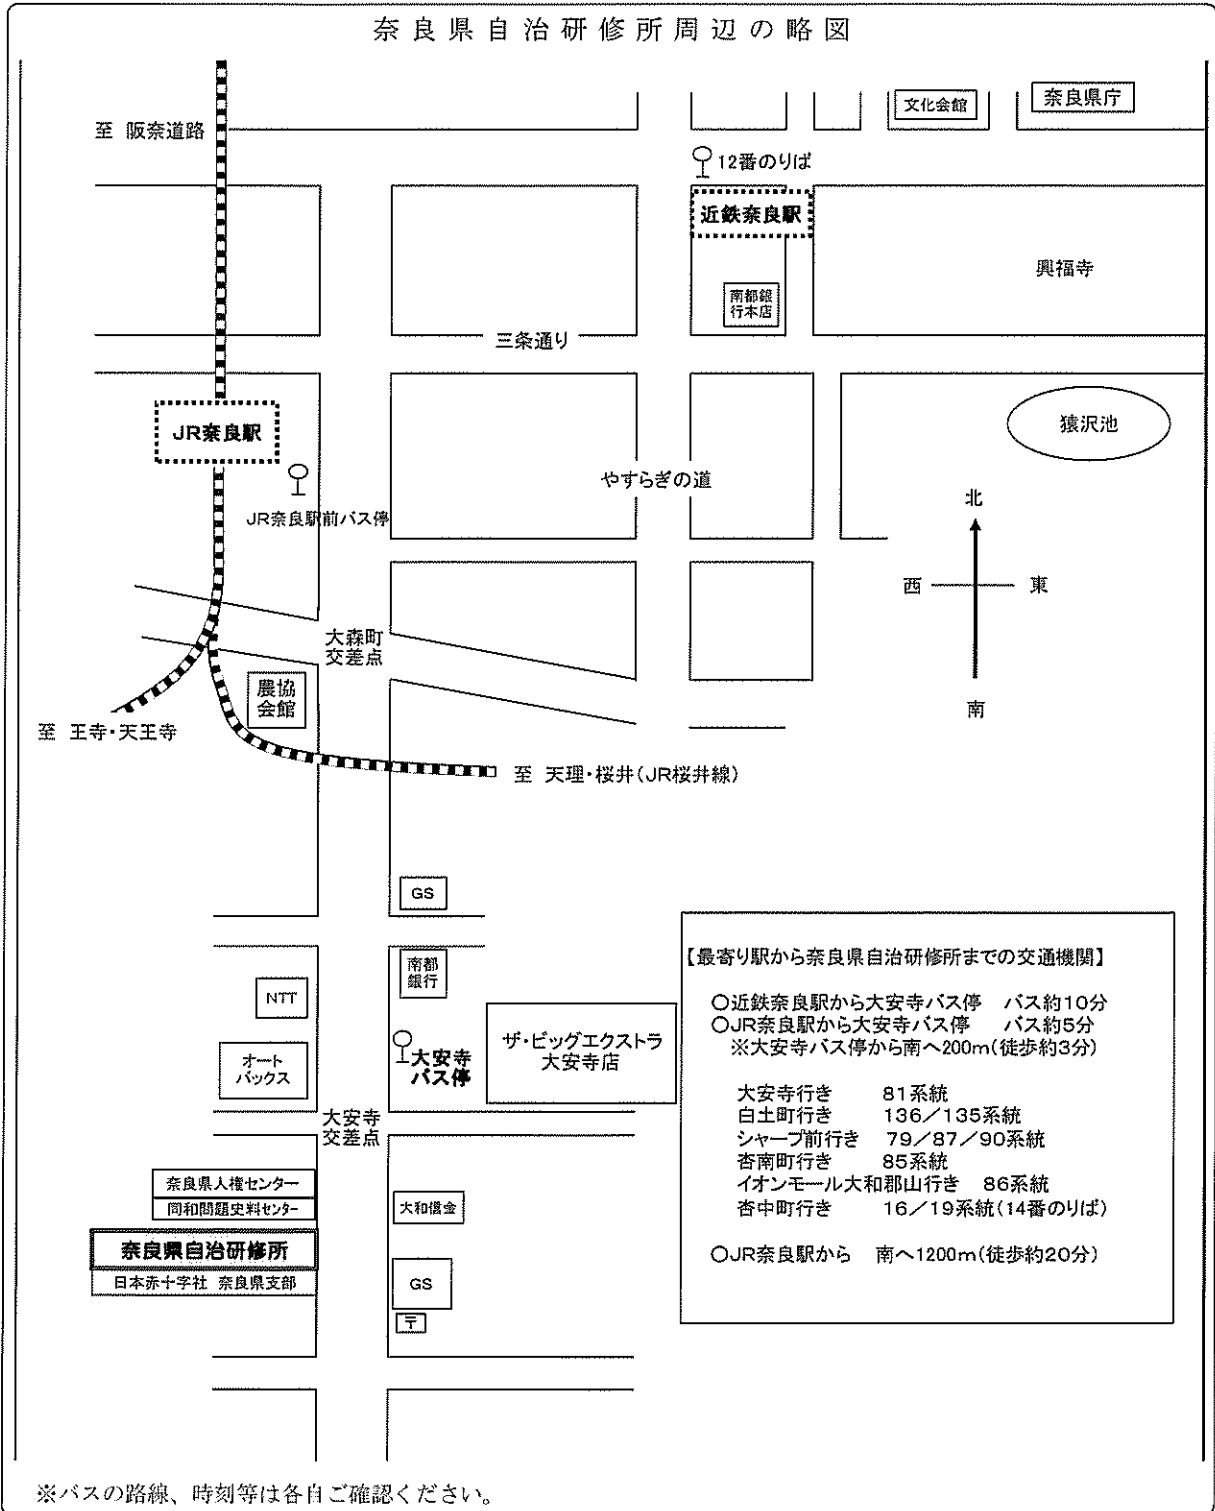 奈良県自治研修所周辺の略図
至 阪奈道路
文化会館
奈良県庁
12番のりば
近鉄奈良駅
興福寺
南都銀
行本店
三条通り
JR奈良駅
猿沢池
やすらぎの道
JR奈良駅前バス停
北
西
東
南
大森町
交差点
農協
会館
至 王寺・天王寺
至 天理・桜井(JR桜井線)
GS
南都
銀行
NTT
オート
バックス
大安寺
バス停
ザ・ビッグエクストラ
大安寺店
大安寺
交差点
奈良県人権センター
同和問題史料センター
奈良県自治研修所
日本赤十字社 奈良県支部
大和信金
GS
〒
【最寄り駅から奈良県自治研修所までの交通機関】
○近鉄奈良駅から大安寺バス停 バス約10分
○JR奈良駅から大安寺バス停 バス約5分
※大安寺バス停から南へ200m(徒歩約3分)
大安寺行き 81系統
白土町行き 136/135系統
シャープ前行き 79/87/90系統
杏南町行き 85系統
イオンモール大和郡山行き 86系統
杏中町行き 16/19系統(14番のりば)
○JR奈良駅から 南へ1200m(徒歩約20分)
※バスの路線、時刻等は各自ご確認ください。